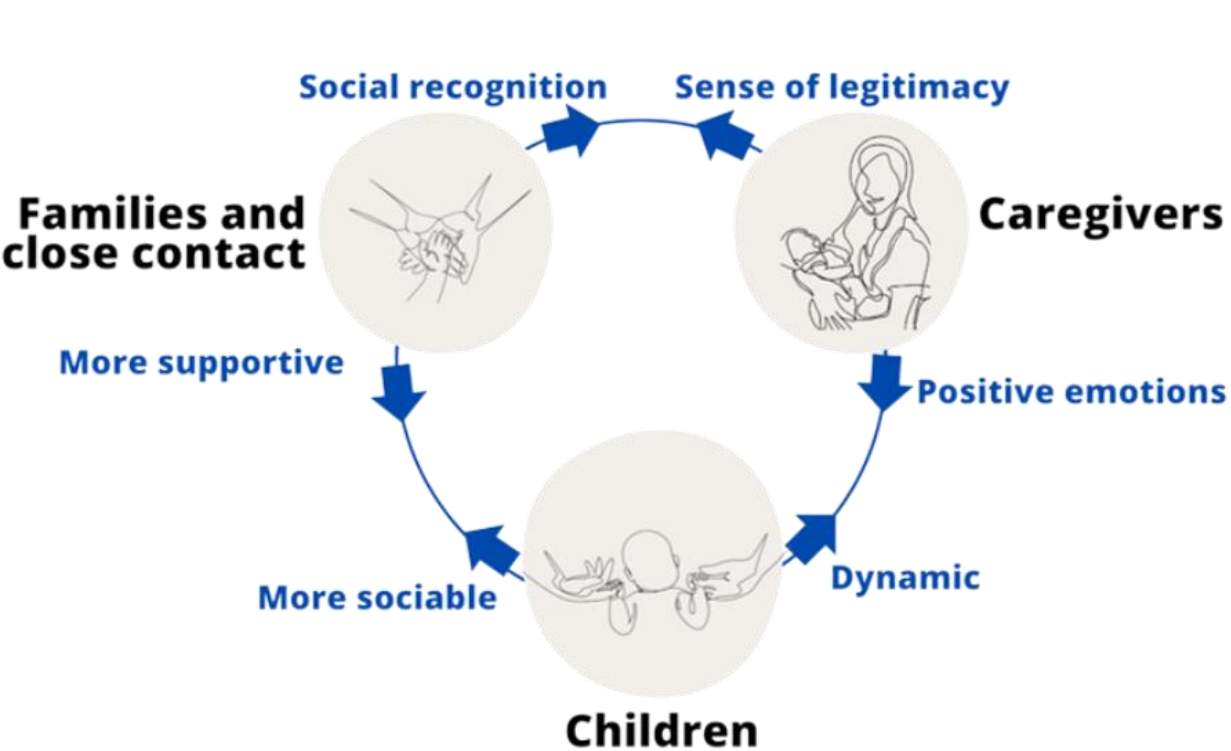 Social recognition
Sense of legitimacy
Families and
close contact
Caregivers
More supportive
Positive emotions
More sociable
Dynamic
Children